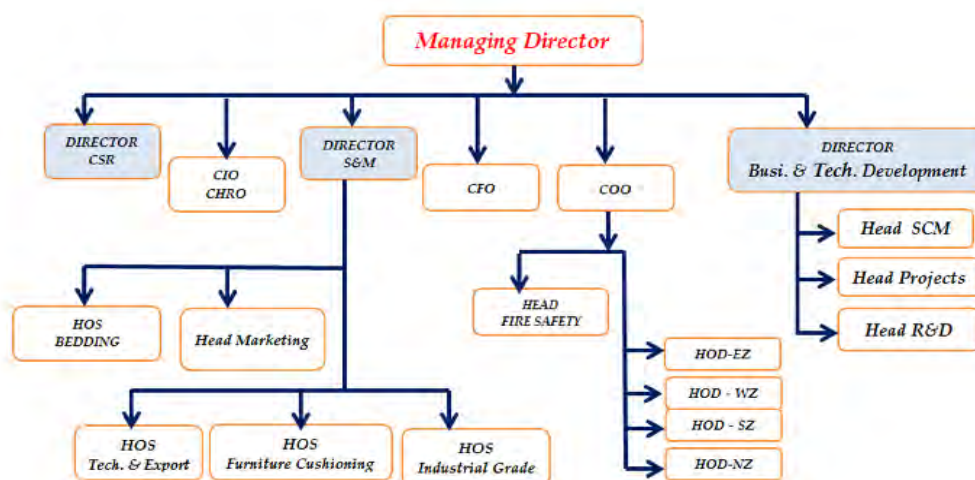 Managing Director
DIRECTOR
CSR
CIO
CHRO
DIRECTOR
S&M
CFO
COO
DIRECTOR
Busi. & Tech. Development
Head SCM
Head Projects
Head R&D
HOS
BEDDING
Head Marketing
HEAD
FIRE SAFETY
HOD-EZ
HOD - WZ
HOD - SZ
HOD-NZ
HOS
Tech. & Export
HOS
Furniture Cushioning
HOS
Industrial Grade